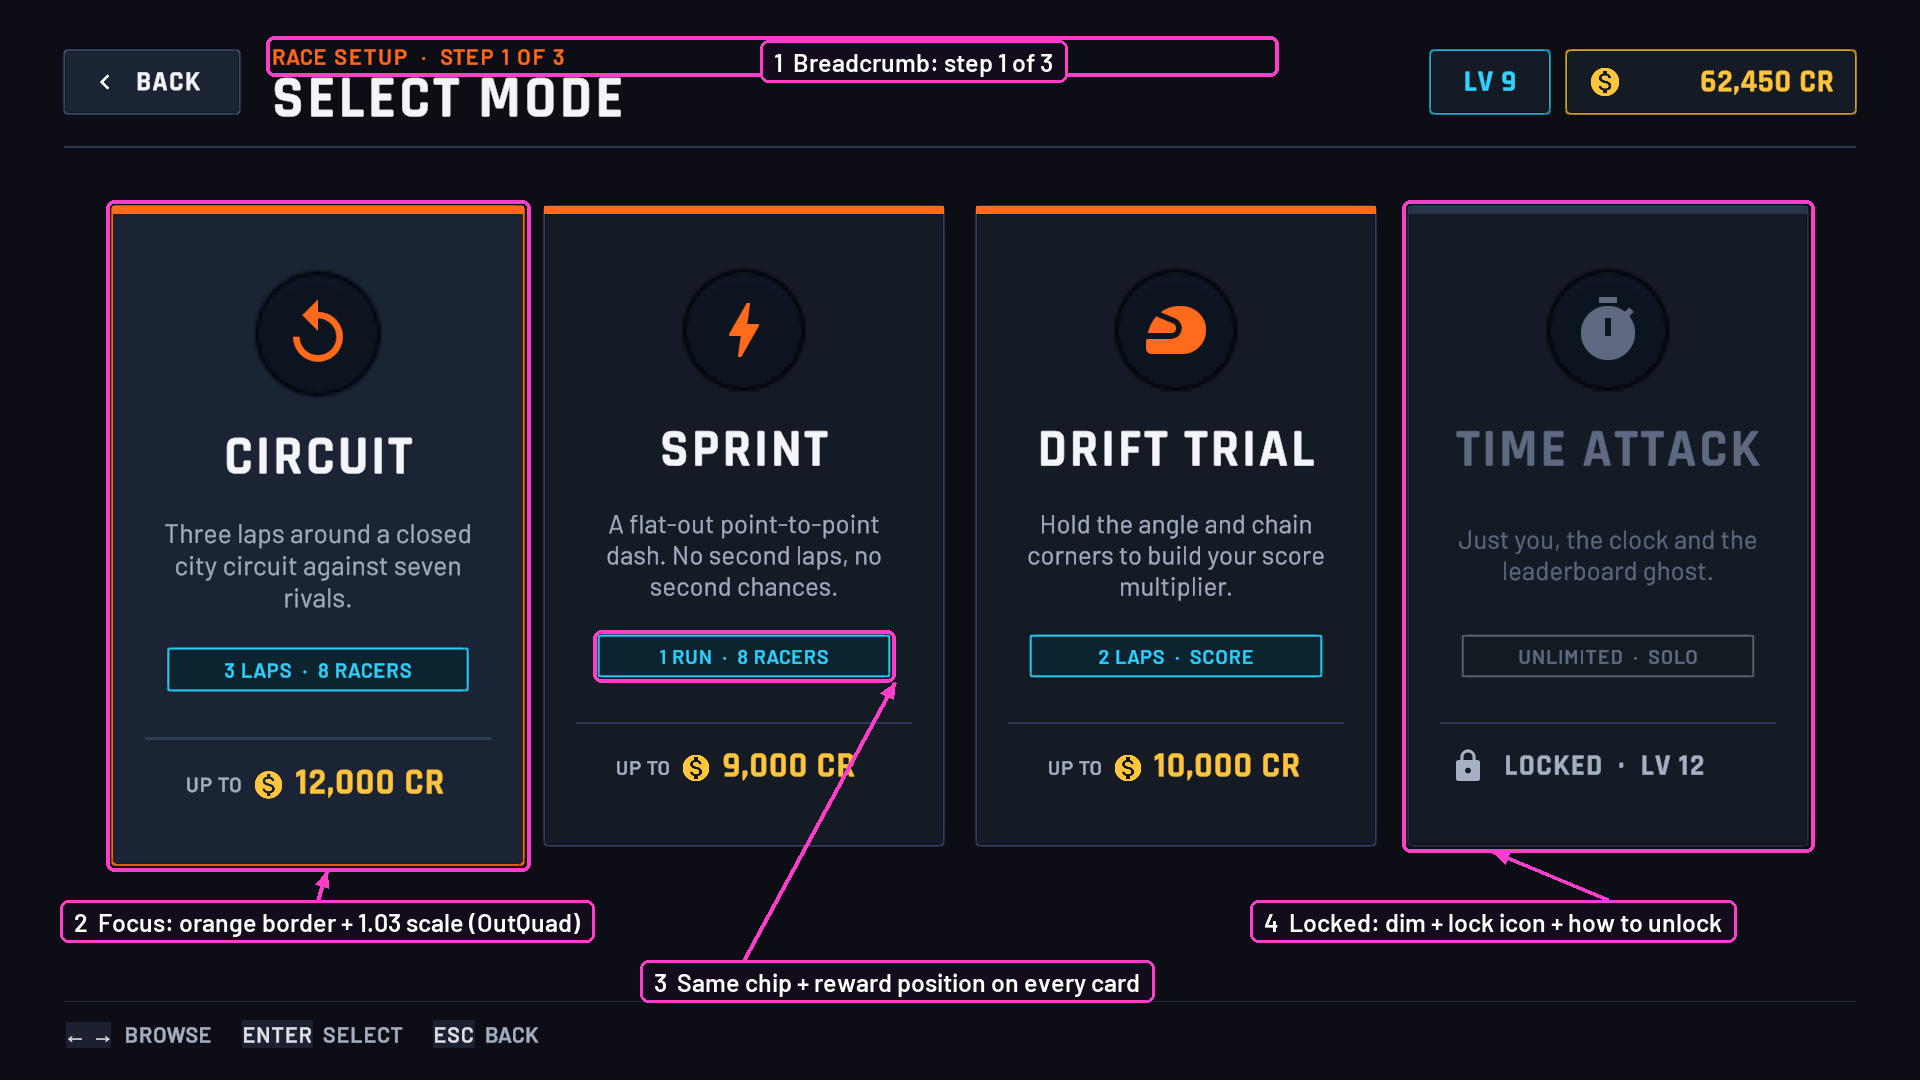 BACK
RACE SETUP · STEP 1 OF 3
1 Breadcrumb: step 1 of 3
SELECT MODE
LV 9
62,450 CR
CIRCUIT
Three laps around a closed
city circuit against seven
rivals.
3 LAPS · 8 RACERS
UP TO 12,000 CR
SPRINT
A flat-out point-to-point
dash. No second laps, no
second chances.
1 RUN · 8 RACERS
UP TO 9,000 CR
DRIFT TRIAL
Hold the angle and chain
corners to build your score
multiplier.
2 LAPS · SCORE
UP TO 10,000 CR
TIME ATTACK
Just you, the clock and the
leaderboard ghost.
UNLIMITED · SOLO
LOCKED · LV 12
2 Focus: orange border + 1.03 scale (OutQuad)
4 Locked: dim + lock icon + how to unlock
3 Same chip + reward position on every card
← → BROWSE ENTER SELECT ESC BACK